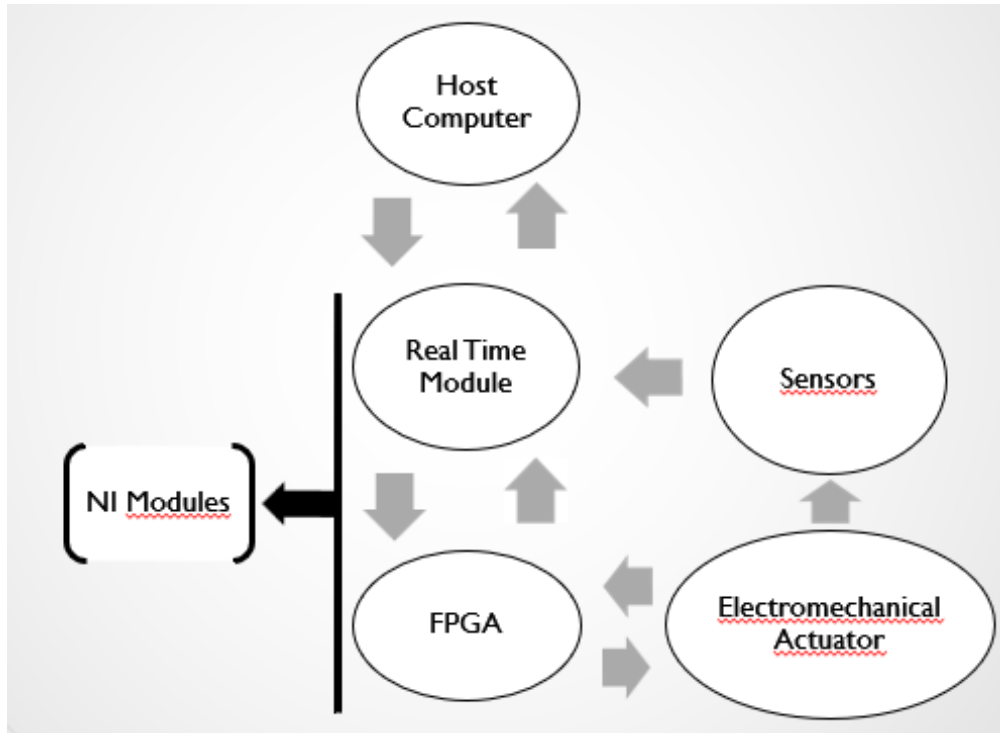 Host
Computer
Real Time
Module
Sensors
NI Modules
FPGA
Electromechanical
Actuator